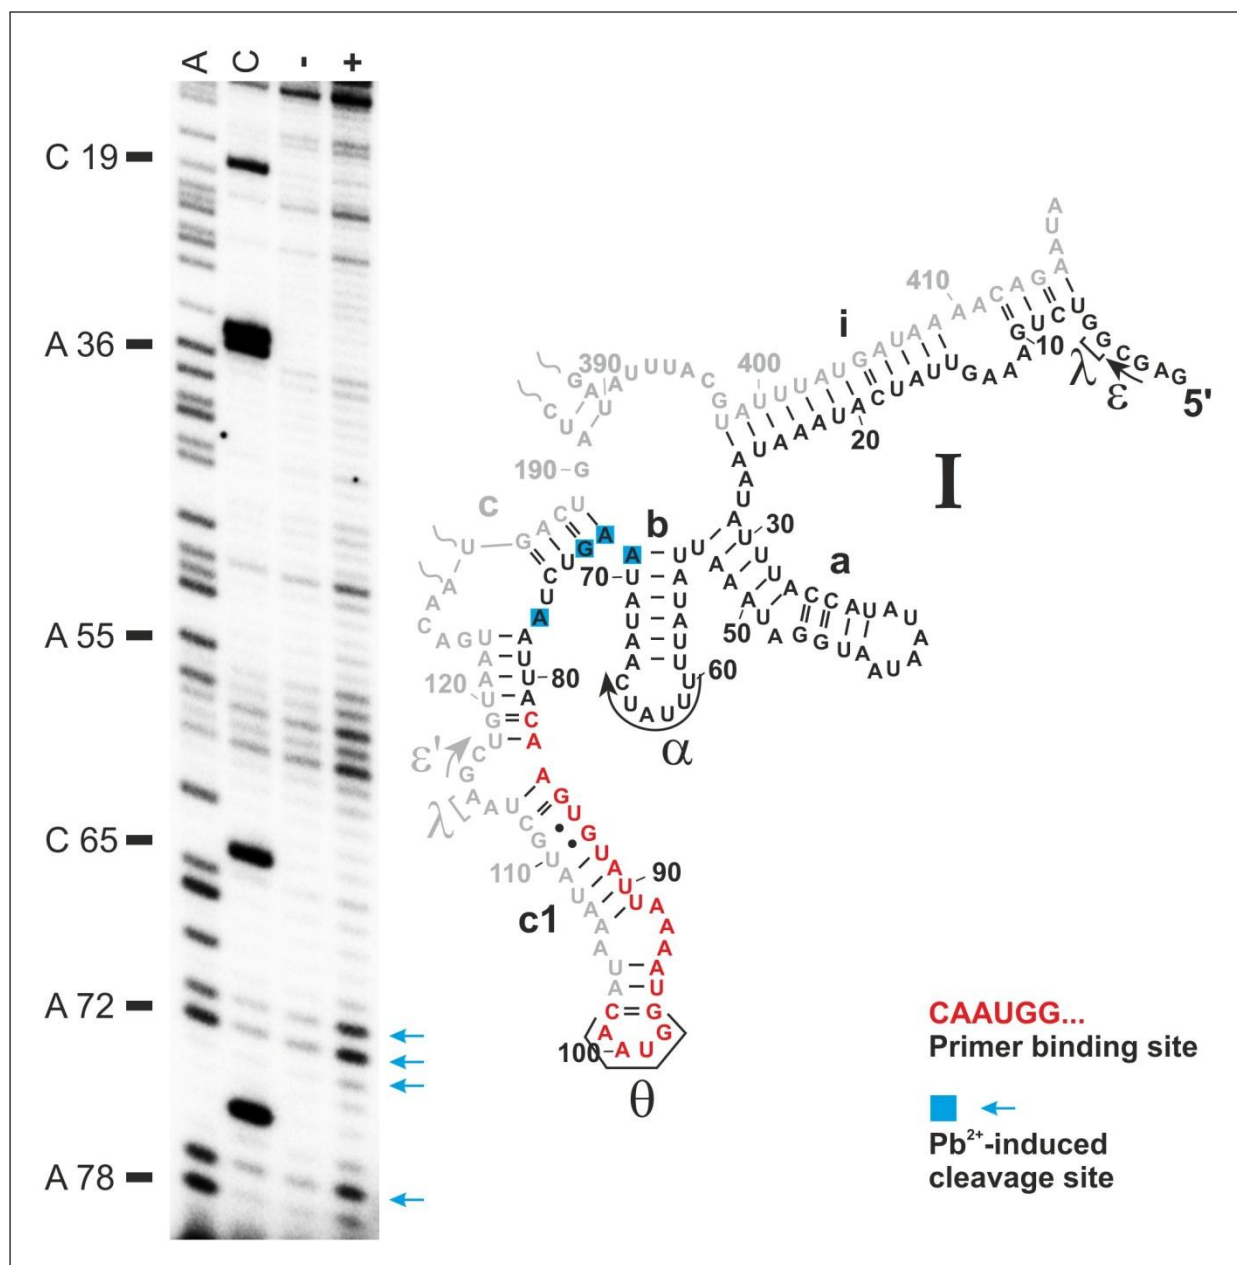 A C - +
C 19
A 36
A 55
C 65
A 72
A 78
I
i
a
b
c
c1
410
400
390
190
120
110
10
20
30
50
60
70
80
90
100
5'
λ
ε
ε'
λ
α
θ
CAAUGG...
Primer binding site
Pb²⁺-induced
cleavage site